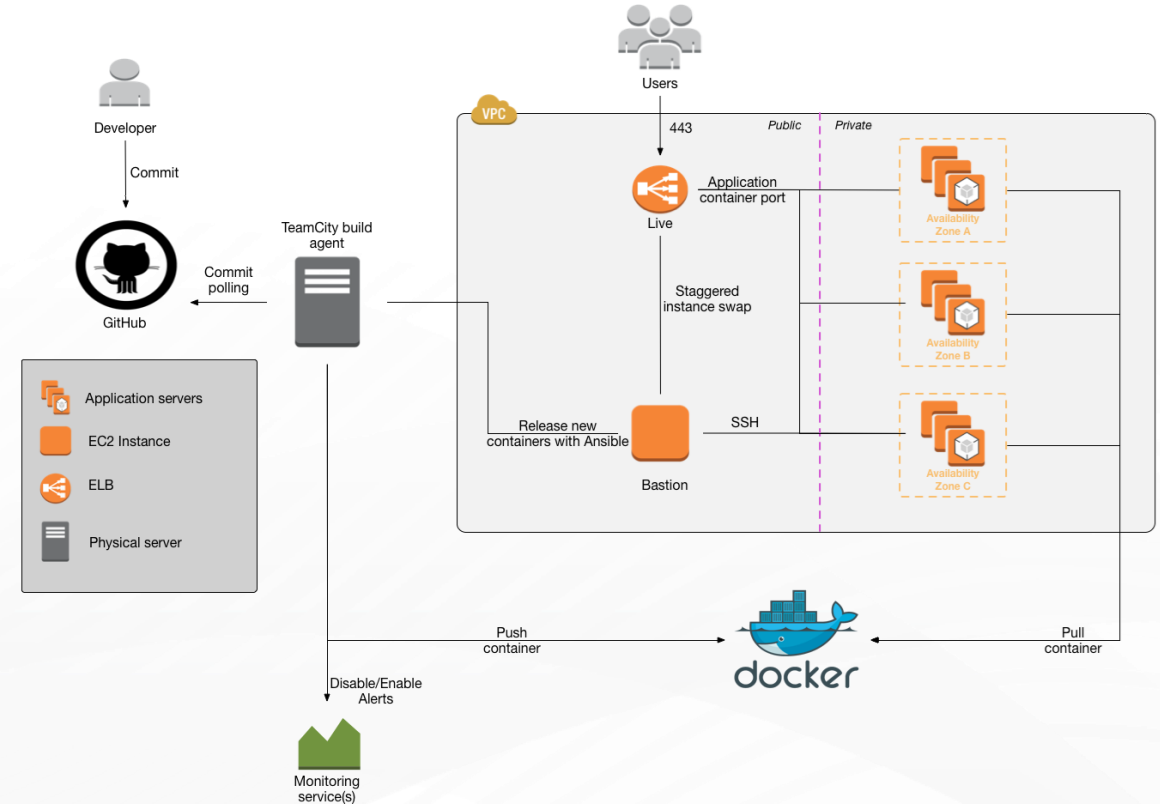 Users
VPC
Developer
443
Public
Private
Commit
Application
container port
Live
Availability
Zone A
TeamCity build
agent
Commit
polling
GitHub
Staggered
instance swap
Availability
Zone B
Application servers
EC2 Instance
ELB
Physical server
Release new
containers with Ansible
SSH
Bastion
Availability
Zone C
Push
container
docker
Pull
container
Disable/Enable
Alerts
Monitoring
service(s)